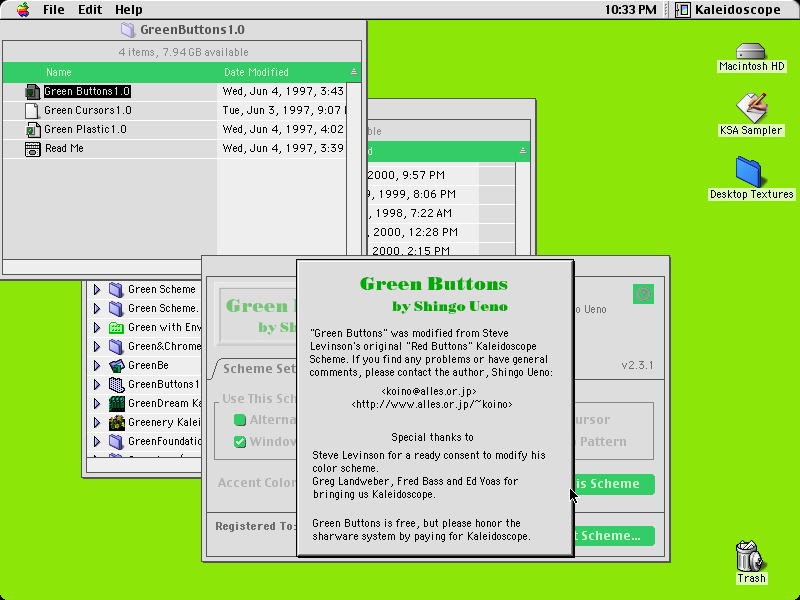 File Edit Help 10:33 PM Kaleidoscope
GreenButtons1.0
4 items, 7.94 GB available
Name Date Modified
Green Buttons1.0 Wed, Jun 4, 1997, 3:43
Green Cursors1.0 Tue, Jun 3, 1997, 9:07
Green Plastic1.0 Wed, Jun 4, 1997, 4:02
Read Me Wed, Jun 4, 1997, 3:39
Macintosh HD
KSA Sampler
Desktop Textures
Trash
2000, 9:57 PM
, 1999, 8:06 PM
, 1998, 7:22 AM
, 2000, 12:28 PM
2000, 2:15 PM
Green Scheme
Green Scheme.
Green with Env
Green&Chrome
GreenBe
GreenButtons1
GreenDream Ka
Greenery Kalei
GreenFoundatic
Green
by Sh
o Ueno
v2.3.1
Scheme Set
Use This Sch
Alterna
Window
Accent Color
Registered To:
ursor
Pattern
is Scheme
t Scheme...
Green Buttons
by Shingo Ueno
"Green Buttons" was modified from Steve
Levinson's original "Red Buttons" Kaleidoscope
Scheme. If you find any problems or have general
comments, please contact the author, Shingo Ueno:
<koino@alles.or.jp>
<http://www.alles.or.jp/~koino>
Special thanks to
Steve Levinson for a ready consent to modify his
color scheme.
Greg Landweber, Fred Bass and Ed Voas for
bringing us Kaleidoscope.
Green Buttons is free, but please honor the
sharware system by paying for Kaleidoscope.